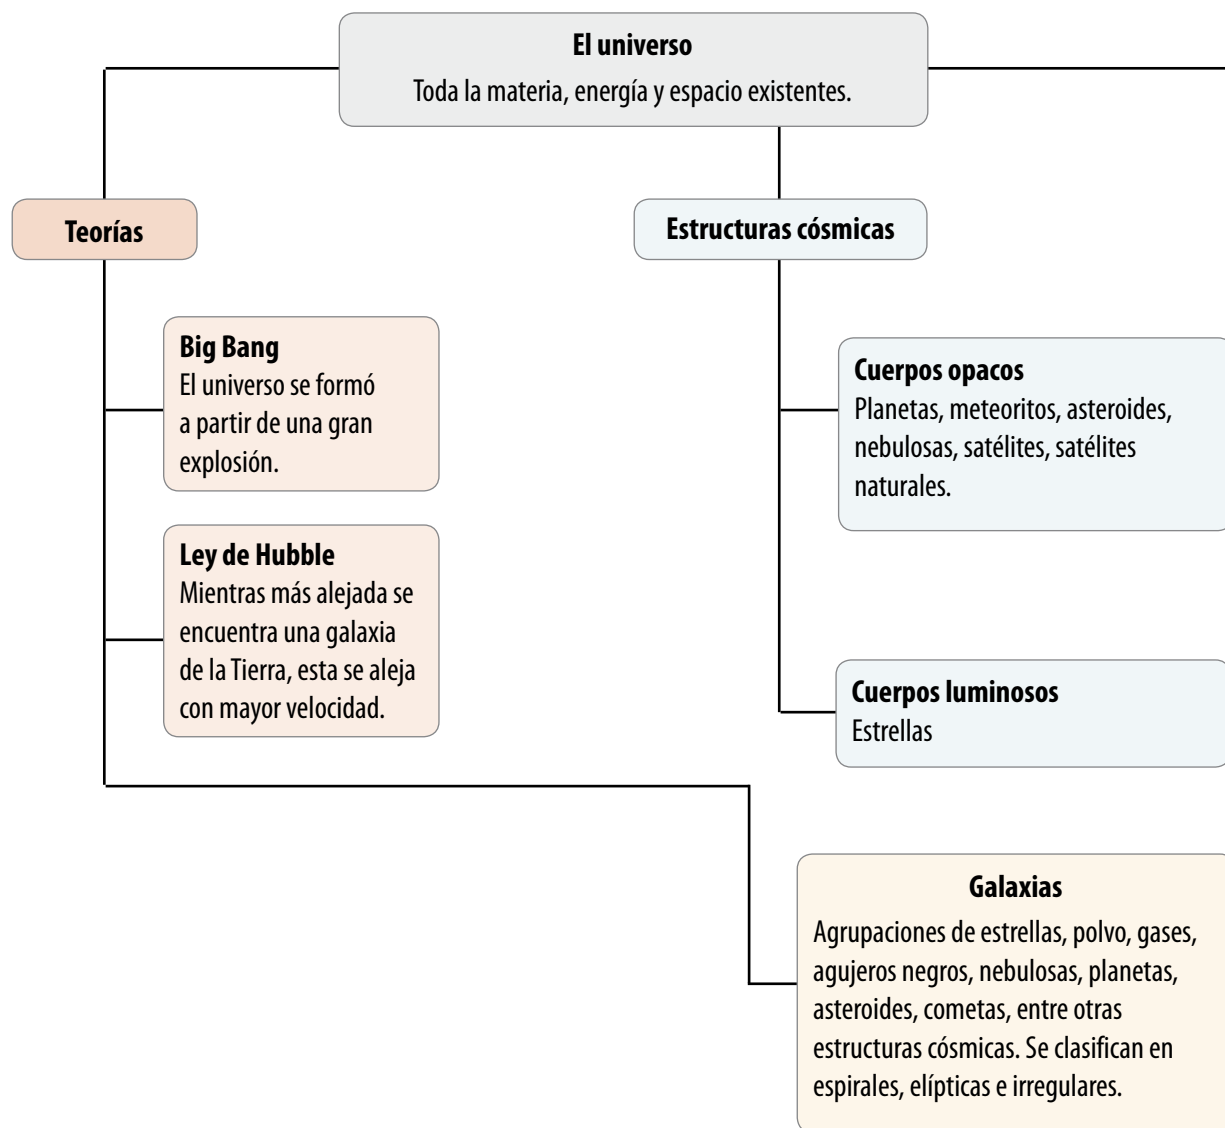 El universo
Toda la materia, energía y espacio existentes.
Teorías
Estructuras cósmicas
Big Bang
El universo se formó
a partir de una gran
explosión.
Ley de Hubble
Mientras más alejada se
encuentra una galaxia
de la Tierra, esta se aleja
con mayor velocidad.
Cuerpos opacos
Planetas, meteoritos, asteroides,
nebulosas, satélites, satélites
naturales.
Cuerpos luminosos
Estrellas
Galaxias
Agrupaciones de estrellas, polvo, gases,
agujeros negros, nebulosas, planetas,
asteroides, cometas, entre otras
estructuras cósmicas. Se clasifican en
espirales, elípticas e irregulares.